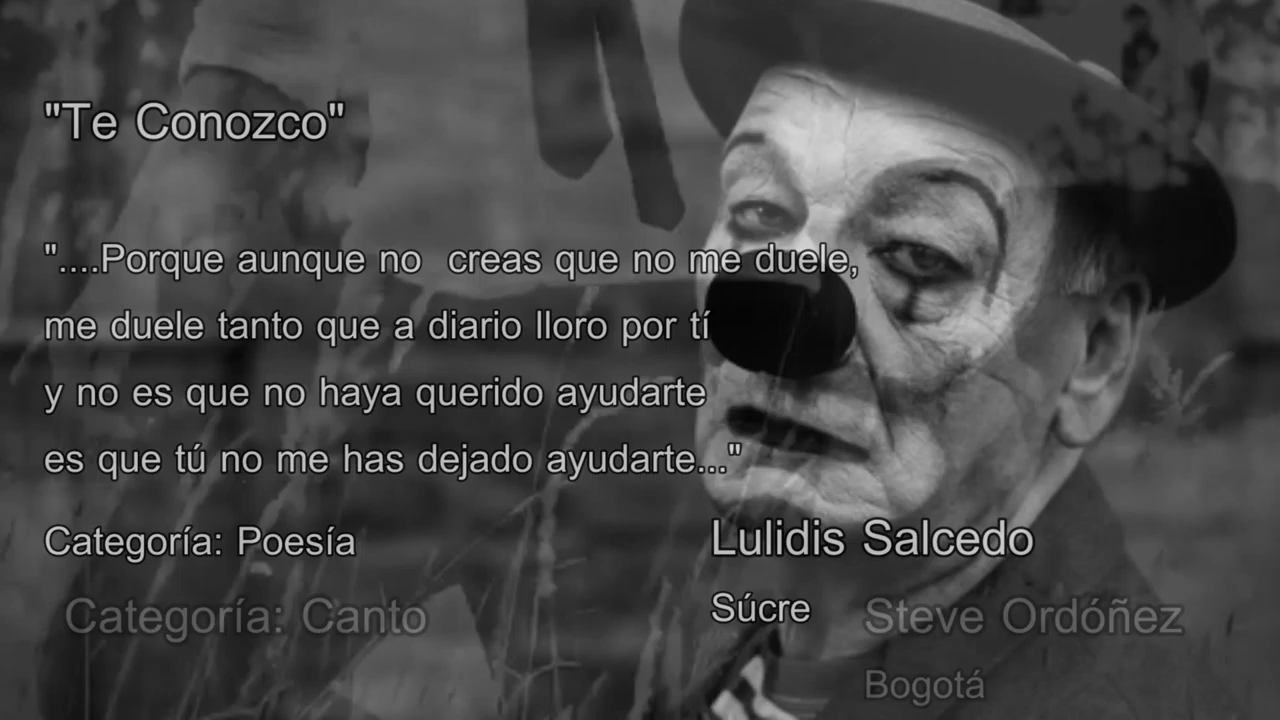 "Te Conozco"
"....Porque aunque no  creas que no me duele,
me duele tanto que a diario lloro por tí
y no es que no haya querido ayudarte
es que tú no me has dejado ayudarte..."
Categoría: Poesía
Lulidis Salcedo
Súcre
Categoría: Canto
Steve Ordóñez
Bogotá